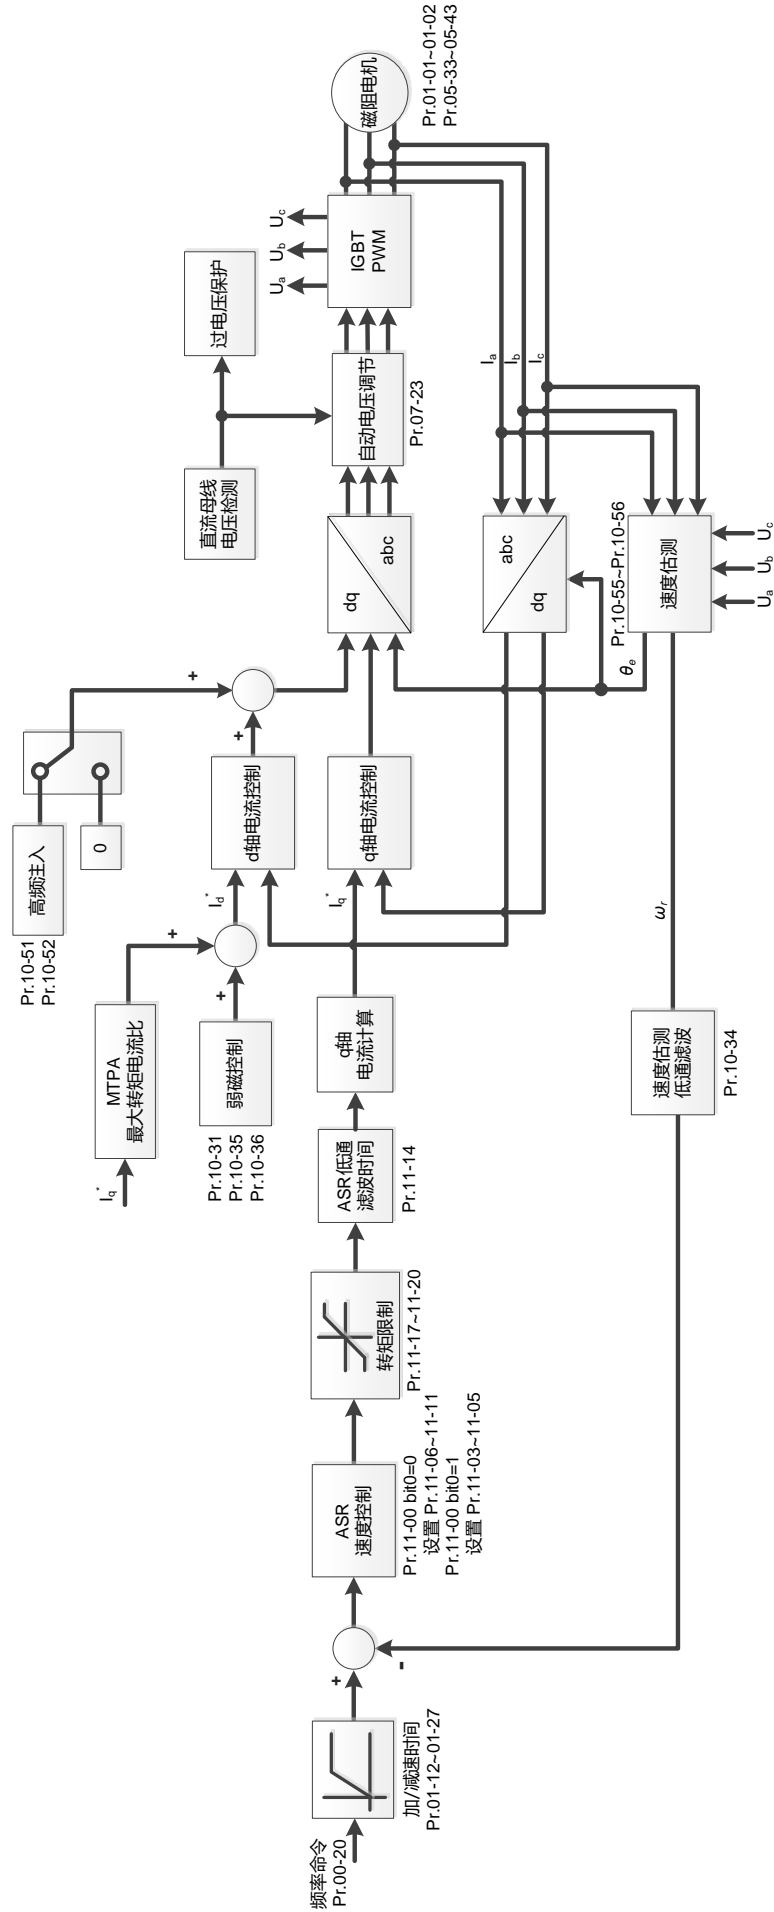 频率命令
Pr.00-20
加/减速时间
Pr.01-12~01-27
+
-
ASR
速度控制
Pr.11-00 bit0=0
设置 Pr.11-06~11-11
Pr.11-00 bit0=1
设置 Pr.11-03~11-05
转矩限制
Pr.11-17~11-20
ASR低通
滤波时间
Pr.11-14
q轴
电流计算
Iq*
q轴电流控制
Iq*
MTPA
最大转矩电流比
+
弱磁控制
Pr.10-31
Pr.10-35
Pr.10-36
+
Id*
d轴电流控制
+
Pr.10-51
Pr.10-52
高频注入
0
+
dq
abc
直流母线
电压检测
过电压保护
自动电压调节
Pr.07-23
IGBT
PWM
Ua
Ub
Uc
磁阻电机
Pr.01-01~01-02
Pr.05-33~05-43
Ia
Ib
Ic
abc
dq
Pr.10-55~Pr.10-56
速度估测
Ua
Ub
Uc
θe
ωr
速度估测
低通滤波
Pr.10-34